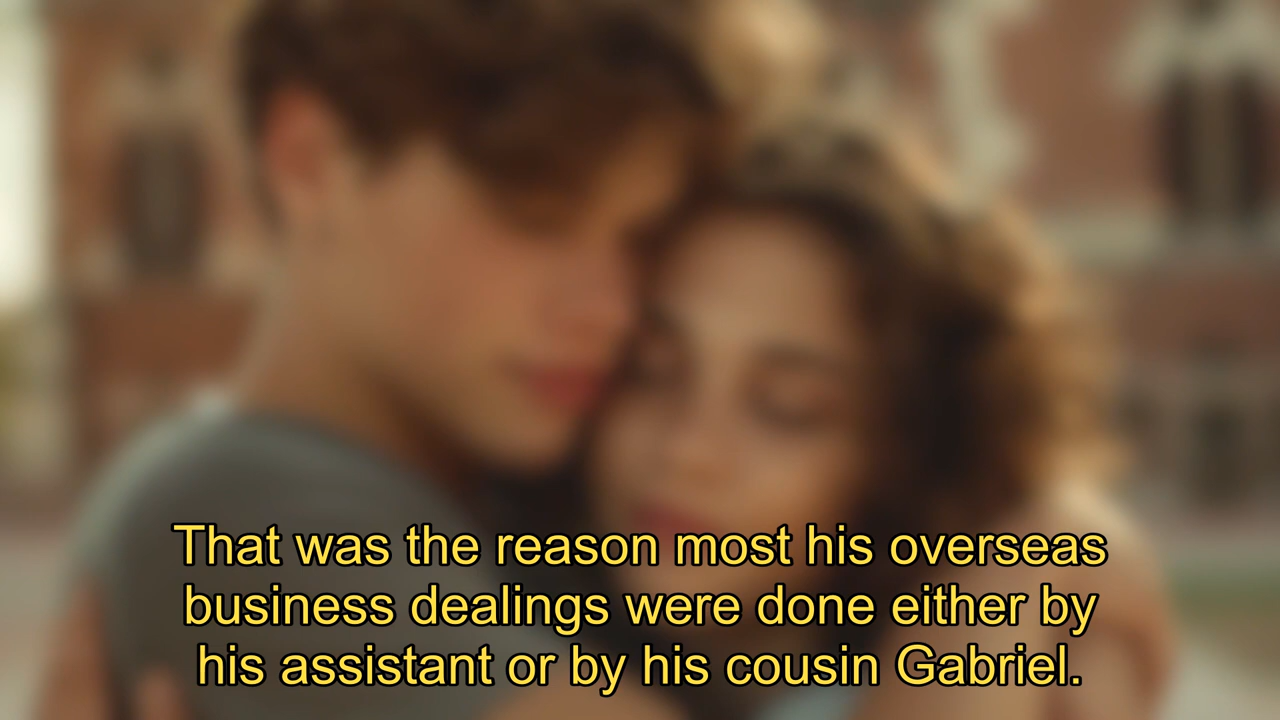 That was the reason most his overseas
business dealings were done either by
his assistant or by his cousin Gabriel.